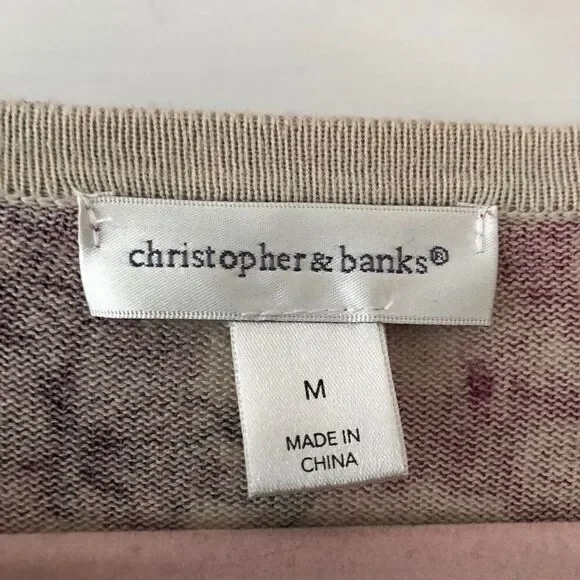 christopher & banks®
M
MADE IN
CHINA